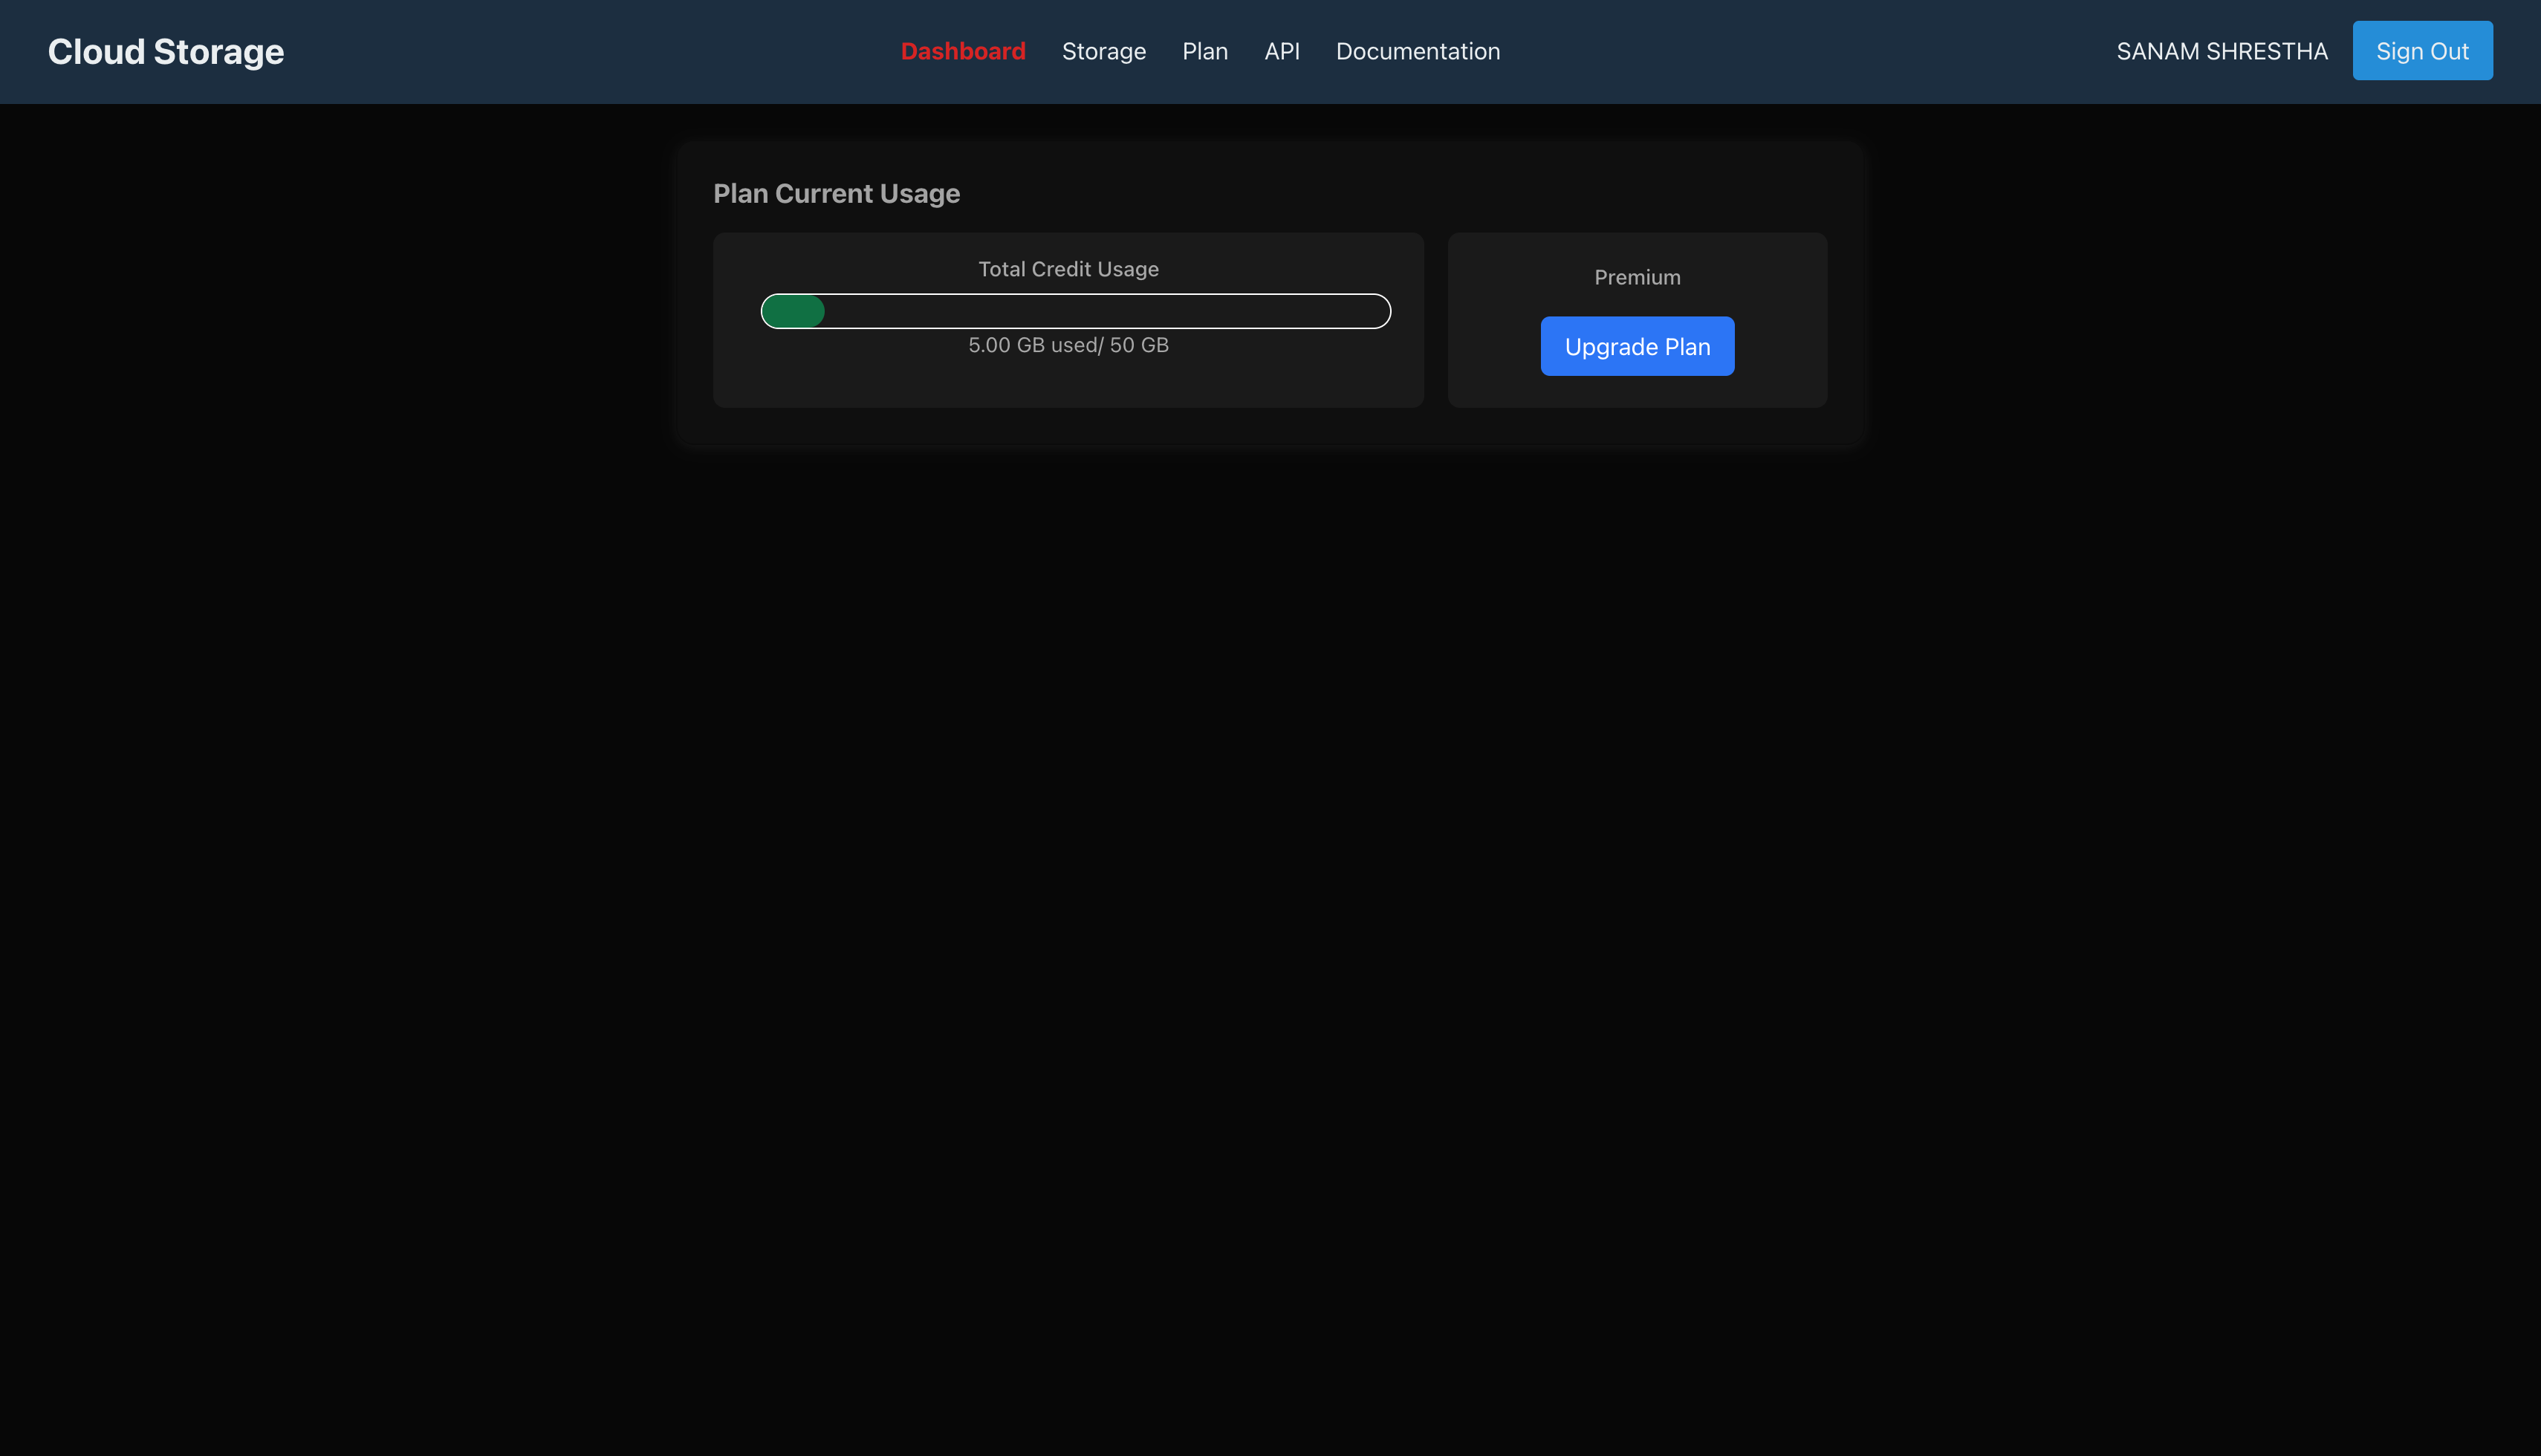 Cloud Storage
Dashboard Storage Plan API Documentation
SANAM SHRESTHA Sign Out
Plan Current Usage
Total Credit Usage
5.00 GB used/ 50 GB
Premium
Upgrade Plan